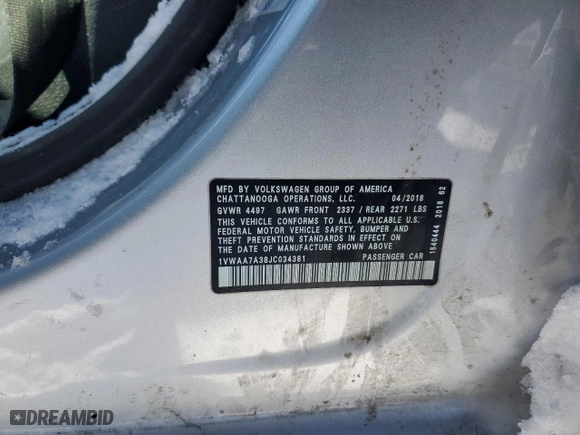 MFD BY VOLKSWAGEN GROUP OF AMERICA
CHATTANOOGA OPERATIONS, LLC. 04/2018
GVWR 4497 GAWR FRONT 2337 / REAR 2271 LBS
THIS VEHICLE CONFORMS TO ALL APPLICABLE U.S.
FEDERAL MOTOR VEHICLE SAFETY, BUMPER AND
THEFT PREVENTION STANDARDS IN EFFECT ON
THE DATE OF MANUFACTURE SHOWN ABOVE
1VWAA7A38JC034381 PASSENGER CAR
1540444 2018 62
DREAMBID